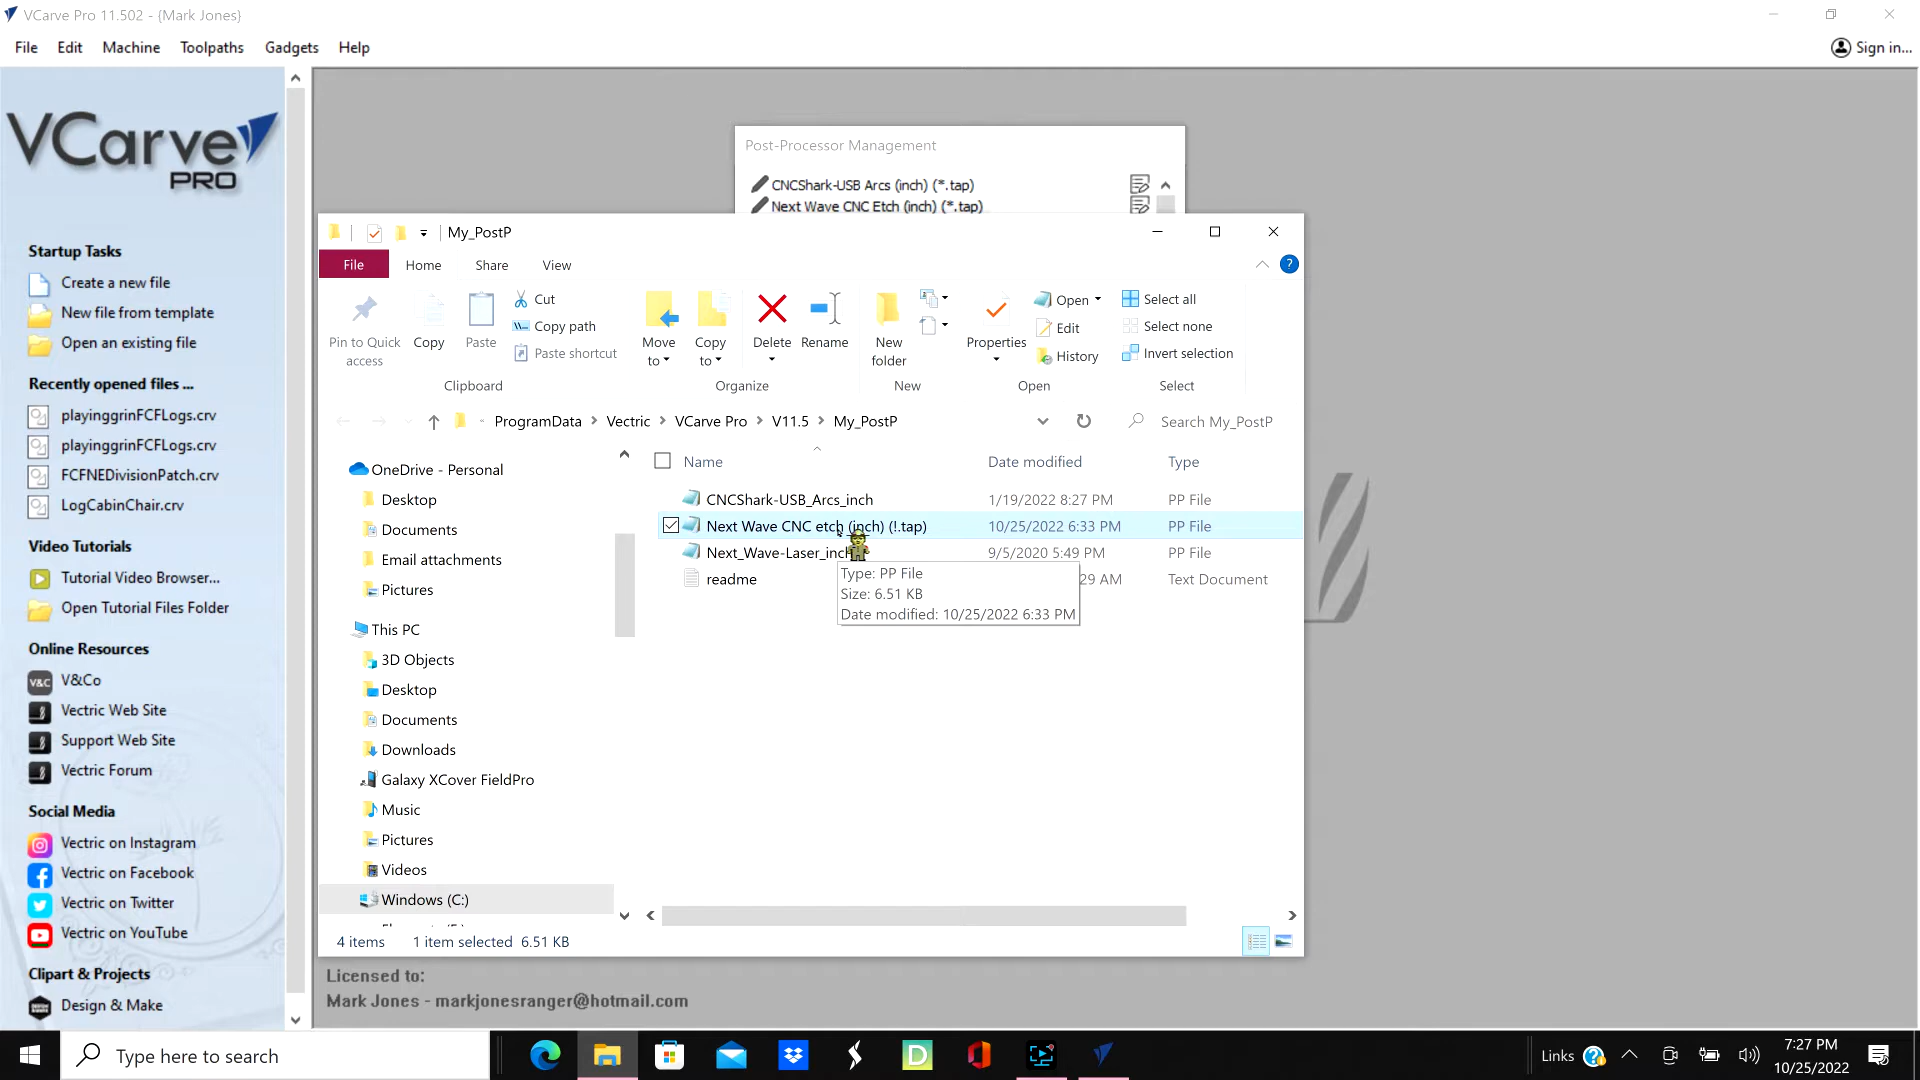 VCarve Pro 11.502 - {Mark Jones}
File Edit Machine Toolpaths Gadgets Help
Sign in...
VCarve
PRO
Startup Tasks
Create a new file
New file from template
Open an existing file
Recently opened files ...
playinggrinFCFLogs.crv
playinggrinFCFLogs.crv
FCFNEDivisionPatch.crv
LogCabinChair.crv
Video Tutorials
Tutorial Video Browser...
Open Tutorial Files Folder
Online Resources
V&C V&Co
Vectric Web Site
Support Web Site
Vectric Forum
Social Media
Vectric on Instagram
Vectric on Facebook
Vectric on Twitter
Vectric on YouTube
Clipart & Projects
Design & Make
Post-Processor Management
CNCShark-USB Arcs (inch) (*.tap)
Next Wave CNC Etch (inch) (*.tap)
My_PostP
File Home Share View
Pin to Quick access
Copy
Paste
Cut
Copy path
Paste shortcut
Clipboard
Move to
Copy to
Delete
Rename
Organize
New folder
New
Properties
Open
Edit
History
Open
Select all
Select none
Invert selection
Select
ProgramData > Vectric > VCarve Pro > V11.5 > My_PostP
Search My_PostP
OneDrive - Personal
Desktop
Documents
Email attachments
Pictures
This PC
3D Objects
Desktop
Documents
Downloads
Galaxy XCover FieldPro
Music
Pictures
Videos
Windows (C:)
Name Date modified Type
CNCShark-USB_Arcs_inch 1/19/2022 8:27 PM PP File
Next Wave CNC etch (inch) (!.tap) 10/25/2022 6:33 PM PP File
Next_Wave-Laser_inch 9/5/2020 5:49 PM PP File
readme 29 AM Text Document
Type: PP File
Size: 6.51 KB
Date modified: 10/25/2022 6:33 PM
4 items 1 item selected 6.51 KB
Licensed to:
Mark Jones - markjonesranger@hotmail.com
Type here to search
D
Links
7:27 PM
10/25/2022